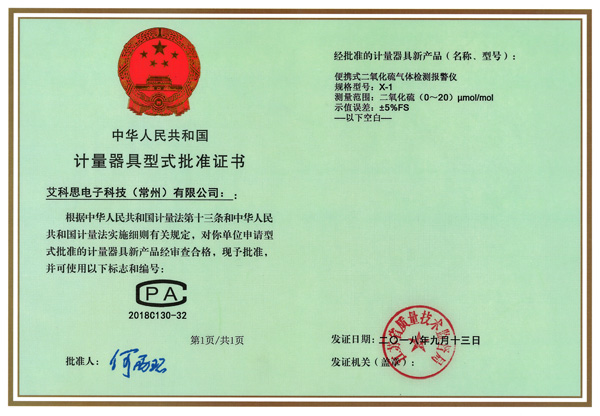 中华人民共和国
计量器具型式批准证书
艾科思电子科技（常州）有限公司：：
根据中华人民共和国计量法第十三条和中华人民
共和国计量法实施细则有关规定，对你单位申请型
式批准的计量器具新产品经审查合格，现予批准，
并可使用以下标志和编号：
CPA
2018C130-32
第1页/共1页
批准人：
经批准的计量器具新产品（名称、型号）：
便携式二氧化硫气体检测报警仪
规格型号：X-1
测量范围：二氧化硫（0～20）μmol/mol
示值误差：±5%FS
——以下空白——
发证日期：二〇一八年九月十三日
发证机关（盖章）：